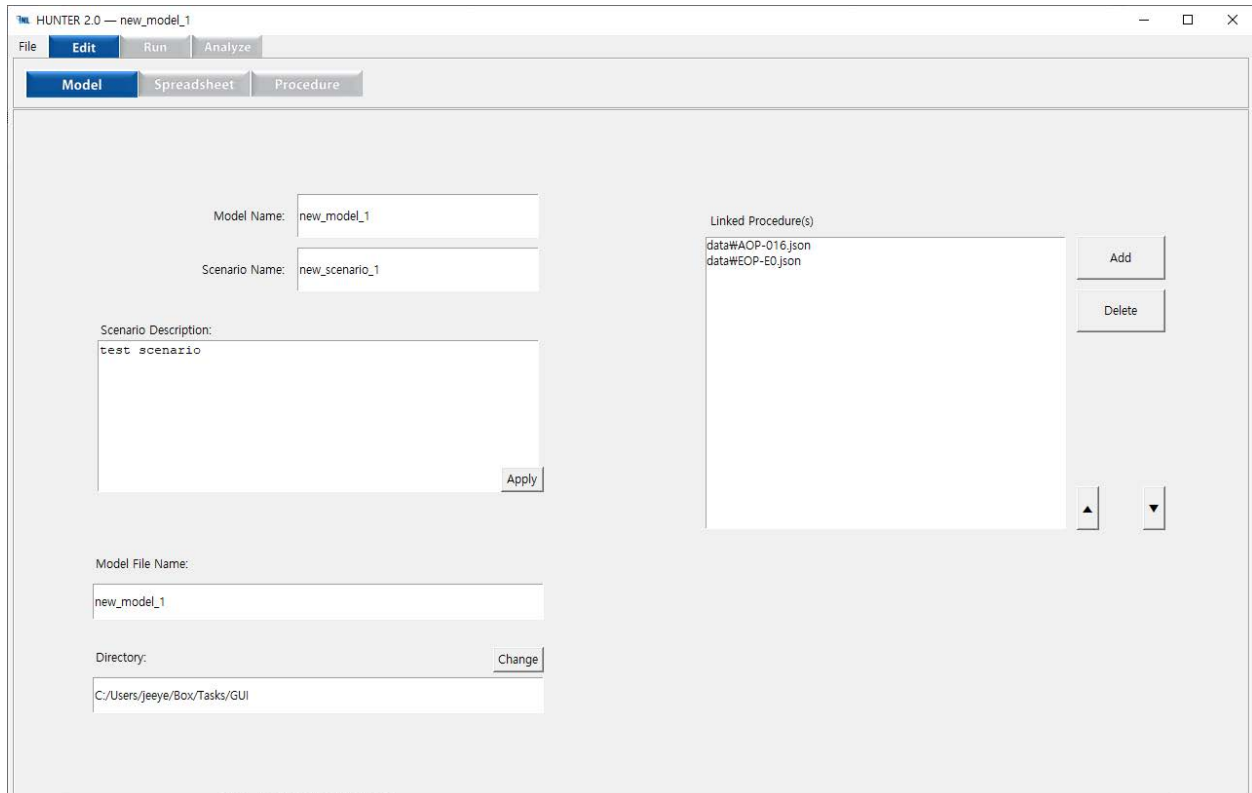 HUNTER 2.0 — new_model_1
File Edit Run Analyze
Model Spreadsheet Procedure
Model Name: new_model_1
Scenario Name: new_scenario_1
Scenario Description:
test scenario
Apply
Model File Name:
new_model_1
Directory:
Change
C:/Users/jeeye/Box/Tasks/GUI
Linked Procedure(s)
data₩AOP-016.json
data₩EOP-E0.json
Add
Delete